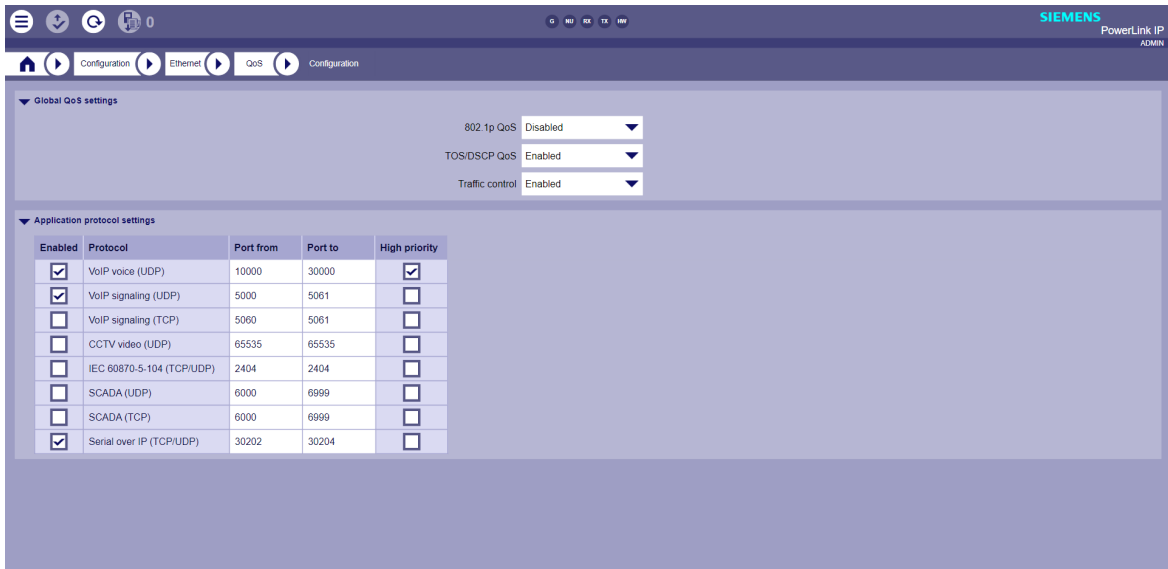 0
G NU RX TX HW
SIEMENS
PowerLink IP
ADMIN
Configuration Ethernet QoS Configuration
Global QoS settings
802.1p QoS Disabled
TOS/DSCP QoS Enabled
Traffic control Enabled
Application protocol settings
Enabled Protocol Port from Port to High priority
VoIP voice (UDP) 10000 30000
VoIP signaling (UDP) 5000 5061
VoIP signaling (TCP) 5060 5061
CCTV video (UDP) 65535 65535
IEC 60870-5-104 (TCP/UDP) 2404 2404
SCADA (UDP) 6000 6999
SCADA (TCP) 6000 6999
Serial over IP (TCP/UDP) 30202 30204